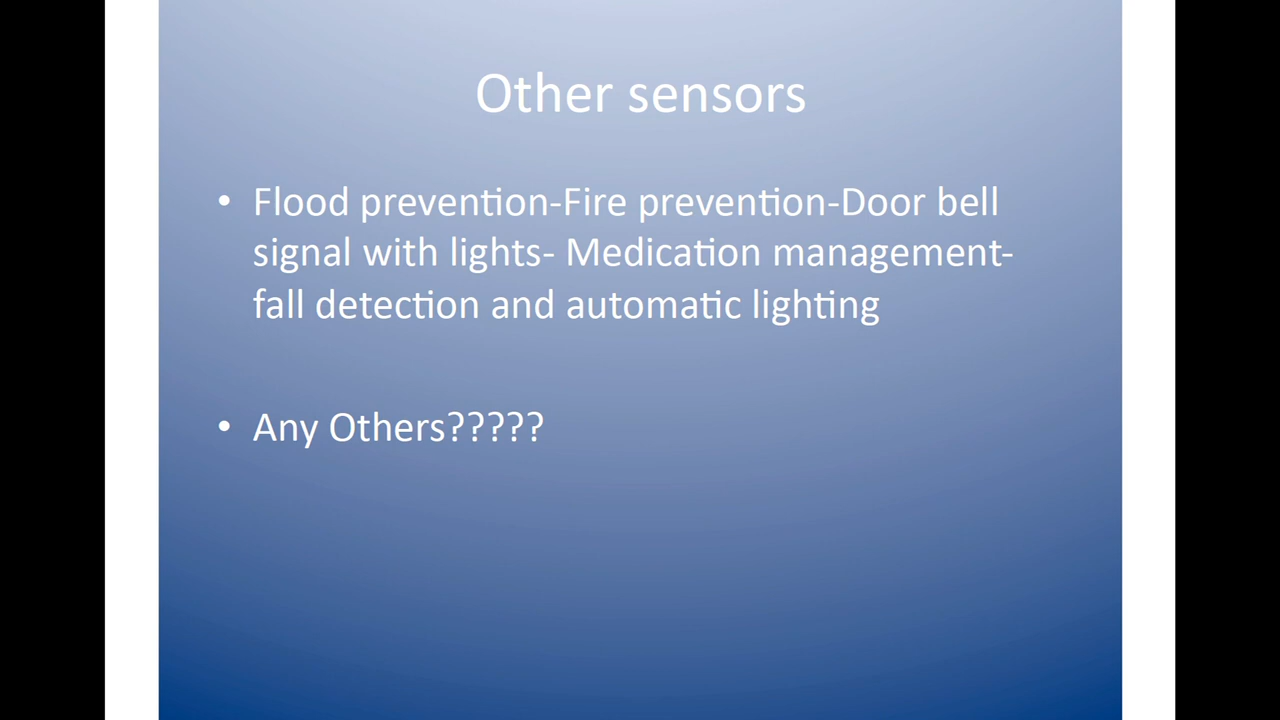 Other sensors
• Flood prevention-Fire prevention-Door bell
signal with lights- Medication management-
fall detection and automatic lighting
• Any Others?????